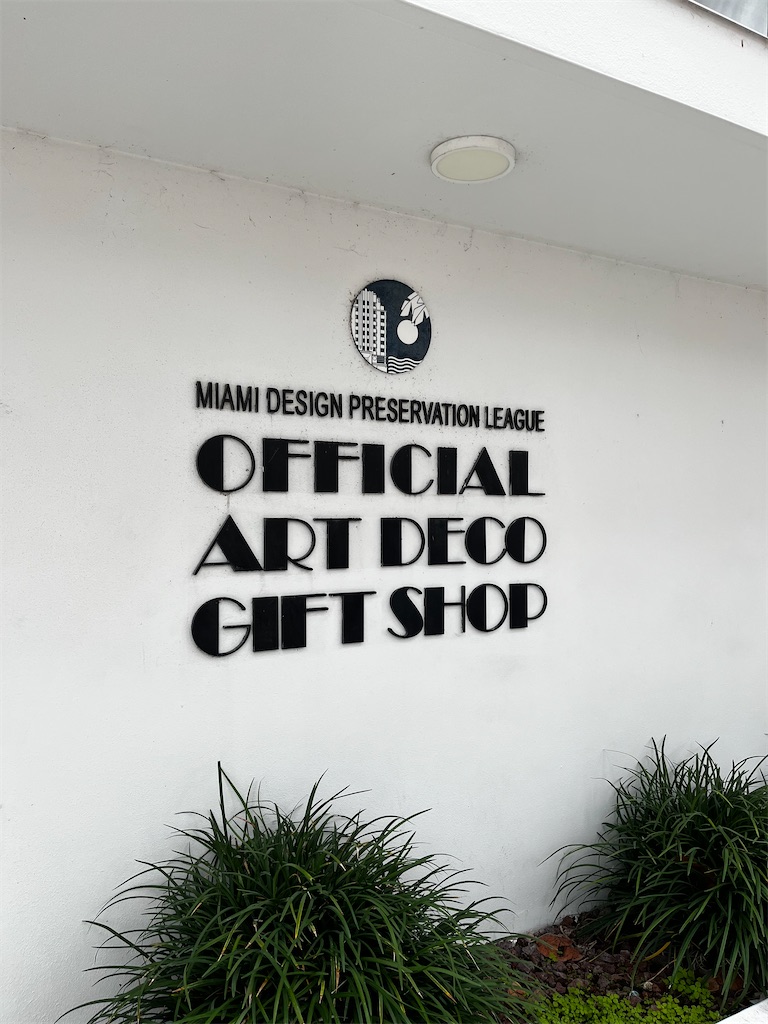 MIAMI DESIGN PRESERVATION LEAGUE
OFFICIAL
ART DECO
GIFT SHOP